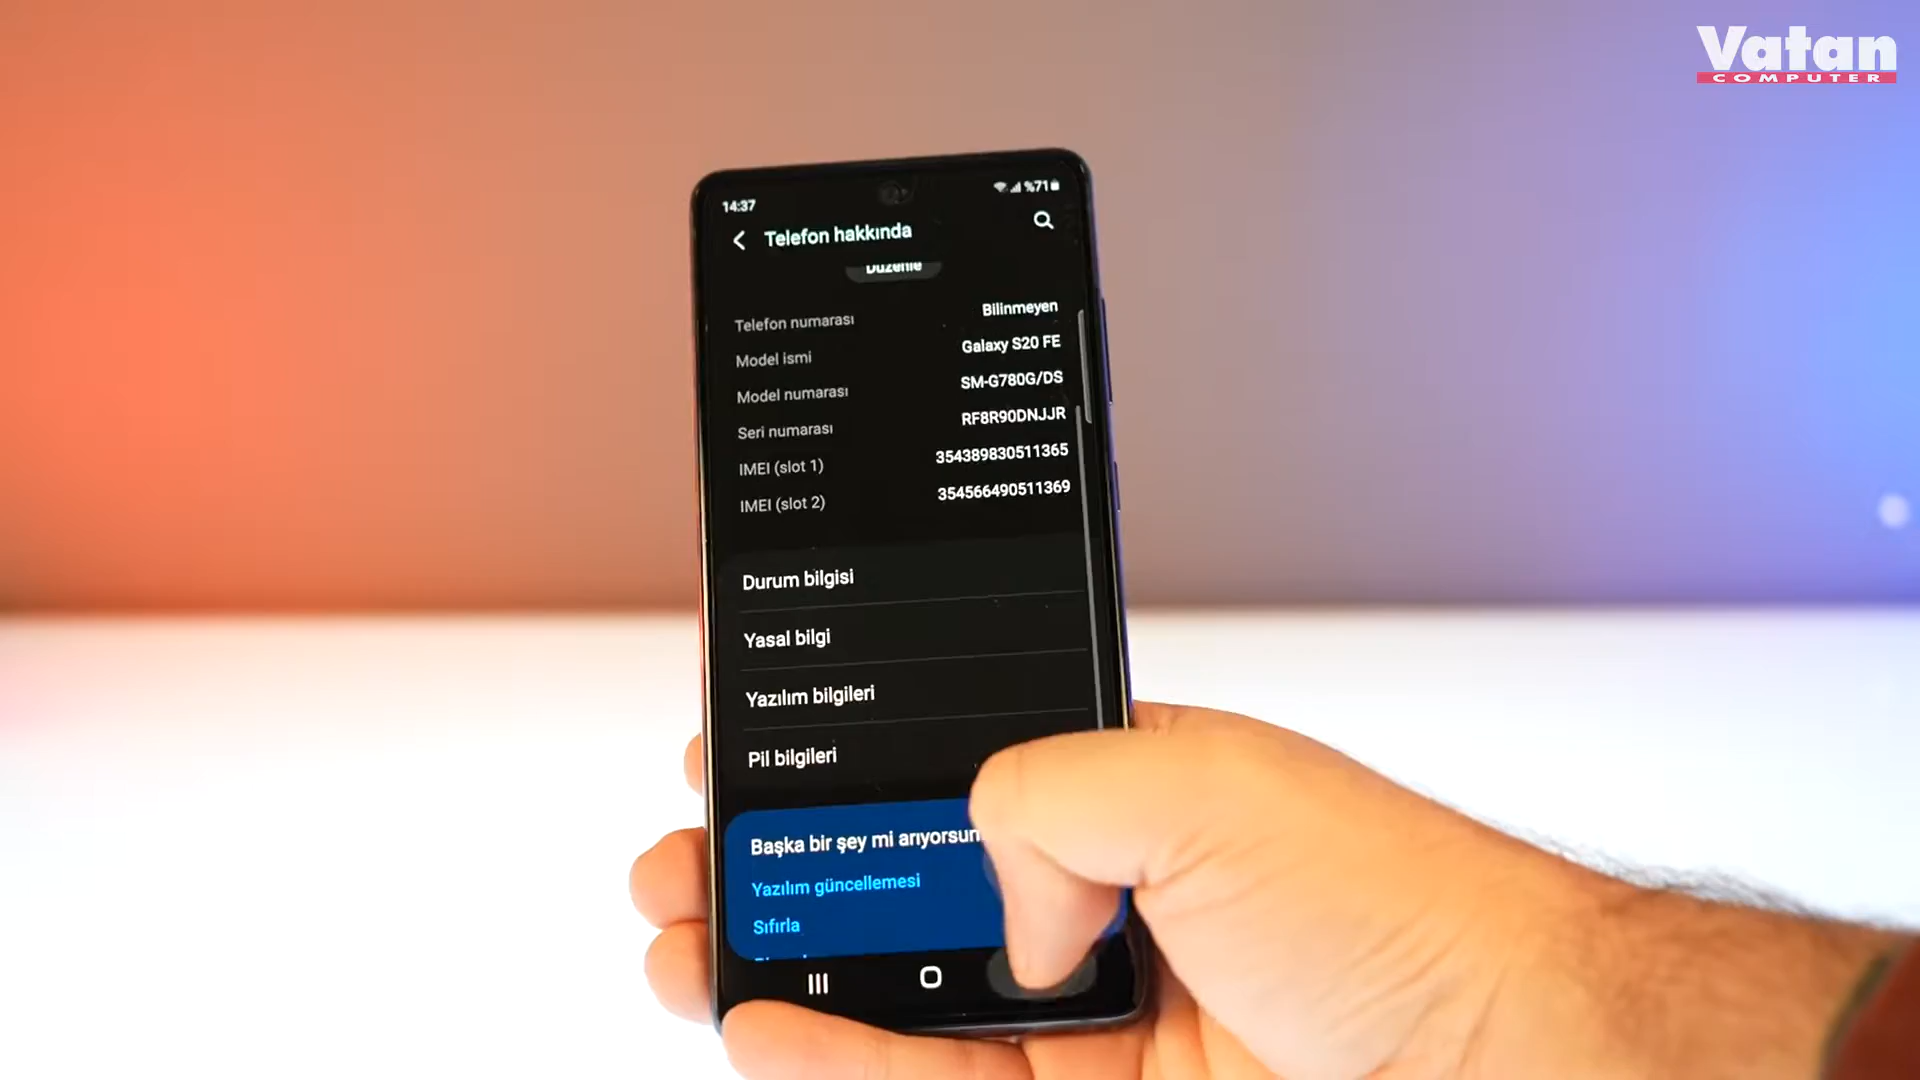 Vatan
COMPUTER
14:37
%71
Telefon hakkında
Düzenle
Telefon numarası Bilinmeyen
Model ismi Galaxy S20 FE
Model numarası SM-G780G/DS
Seri numarası RF8R90DNJJR
IMEI (slot 1) 354389830511365
IMEI (slot 2) 354566490511369
Durum bilgisi
Yasal bilgi
Yazılım bilgileri
Pil bilgileri
Başka bir şey mi arıyorsun
Yazılım güncellemesi
Sıfırla